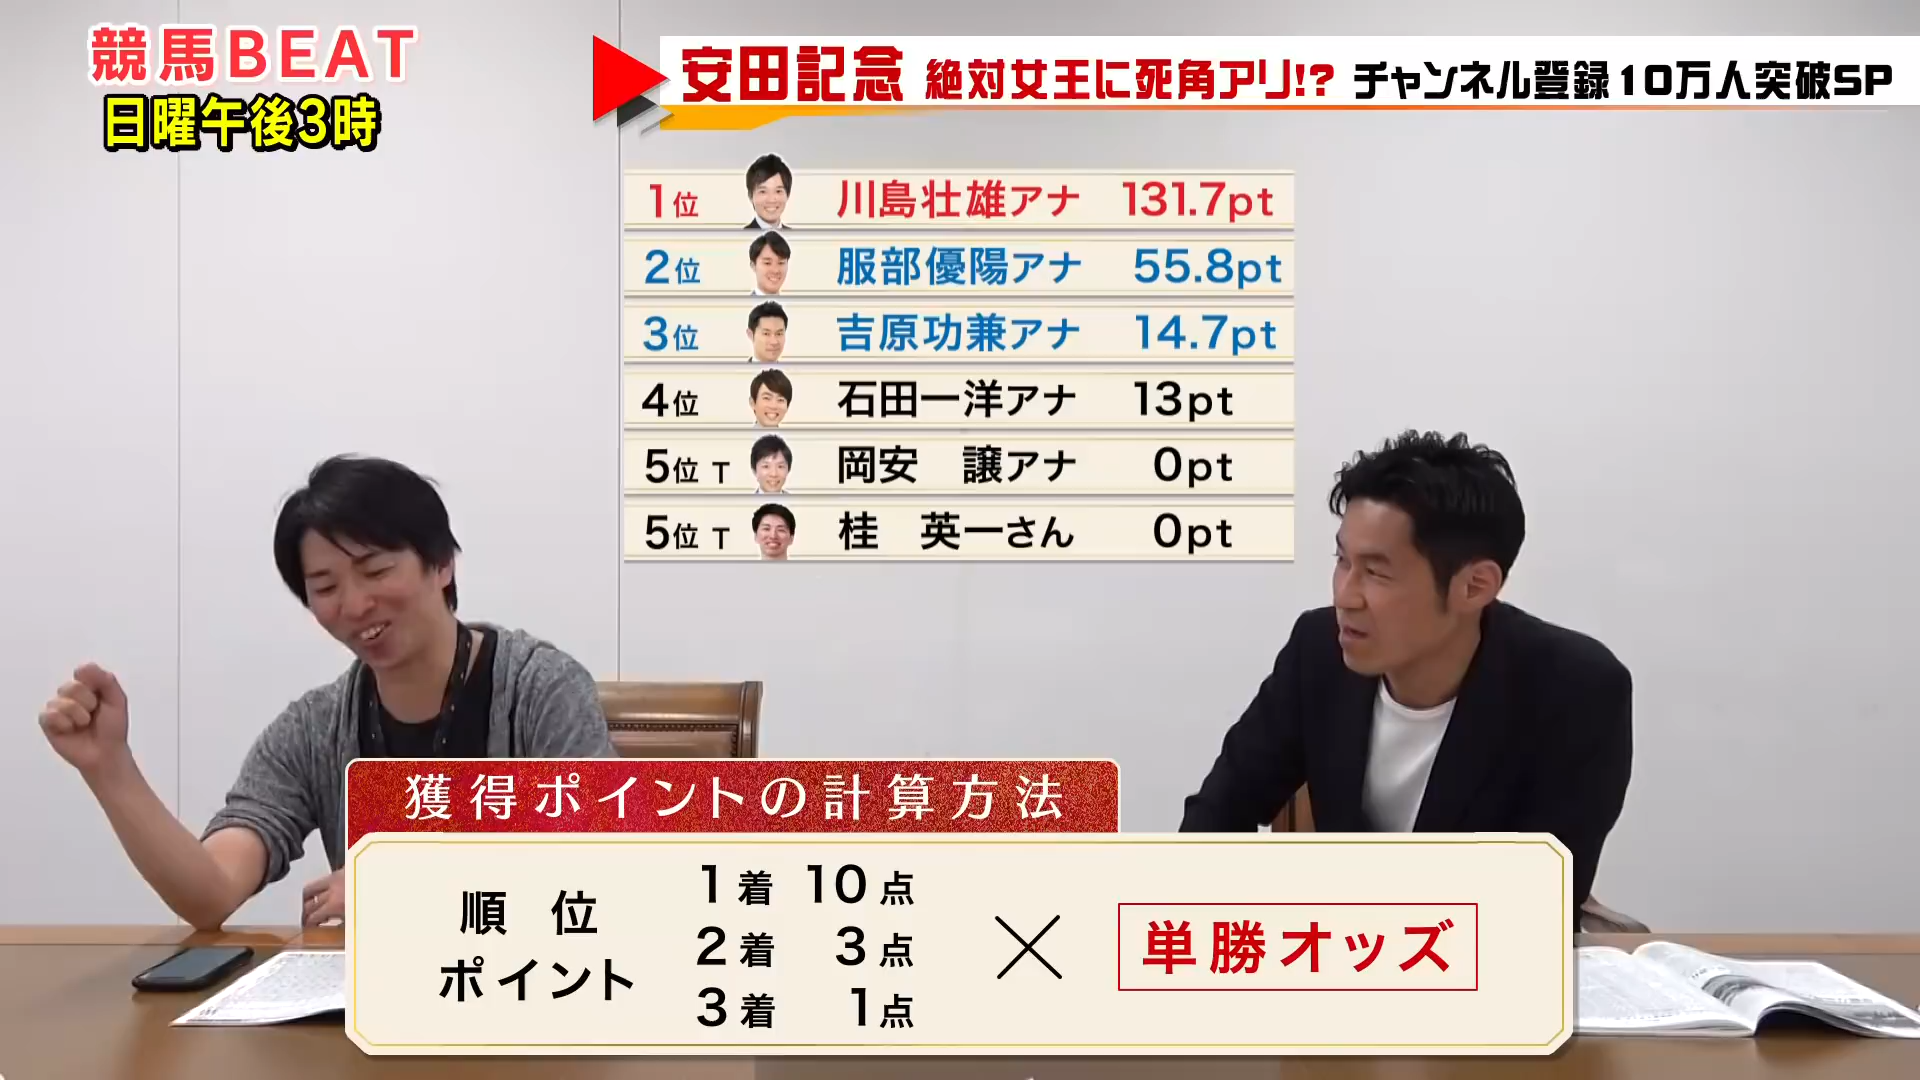 競馬BEAT
日曜午後3時
安田記念 絶対女王に死角アリ!? チャンネル登録10万人突破SP
1位 川島壮雄アナ 131.7pt
2位 服部優陽アナ 55.8pt
3位 吉原功兼アナ 14.7pt
4位 石田一洋アナ 13pt
5位 T 岡安 譲アナ 0pt
5位 T 桂 英一さん 0pt
獲得ポイントの計算方法
順位
ポイント
1着 10点
2着 3点
3着 1点
×
単勝オッズ